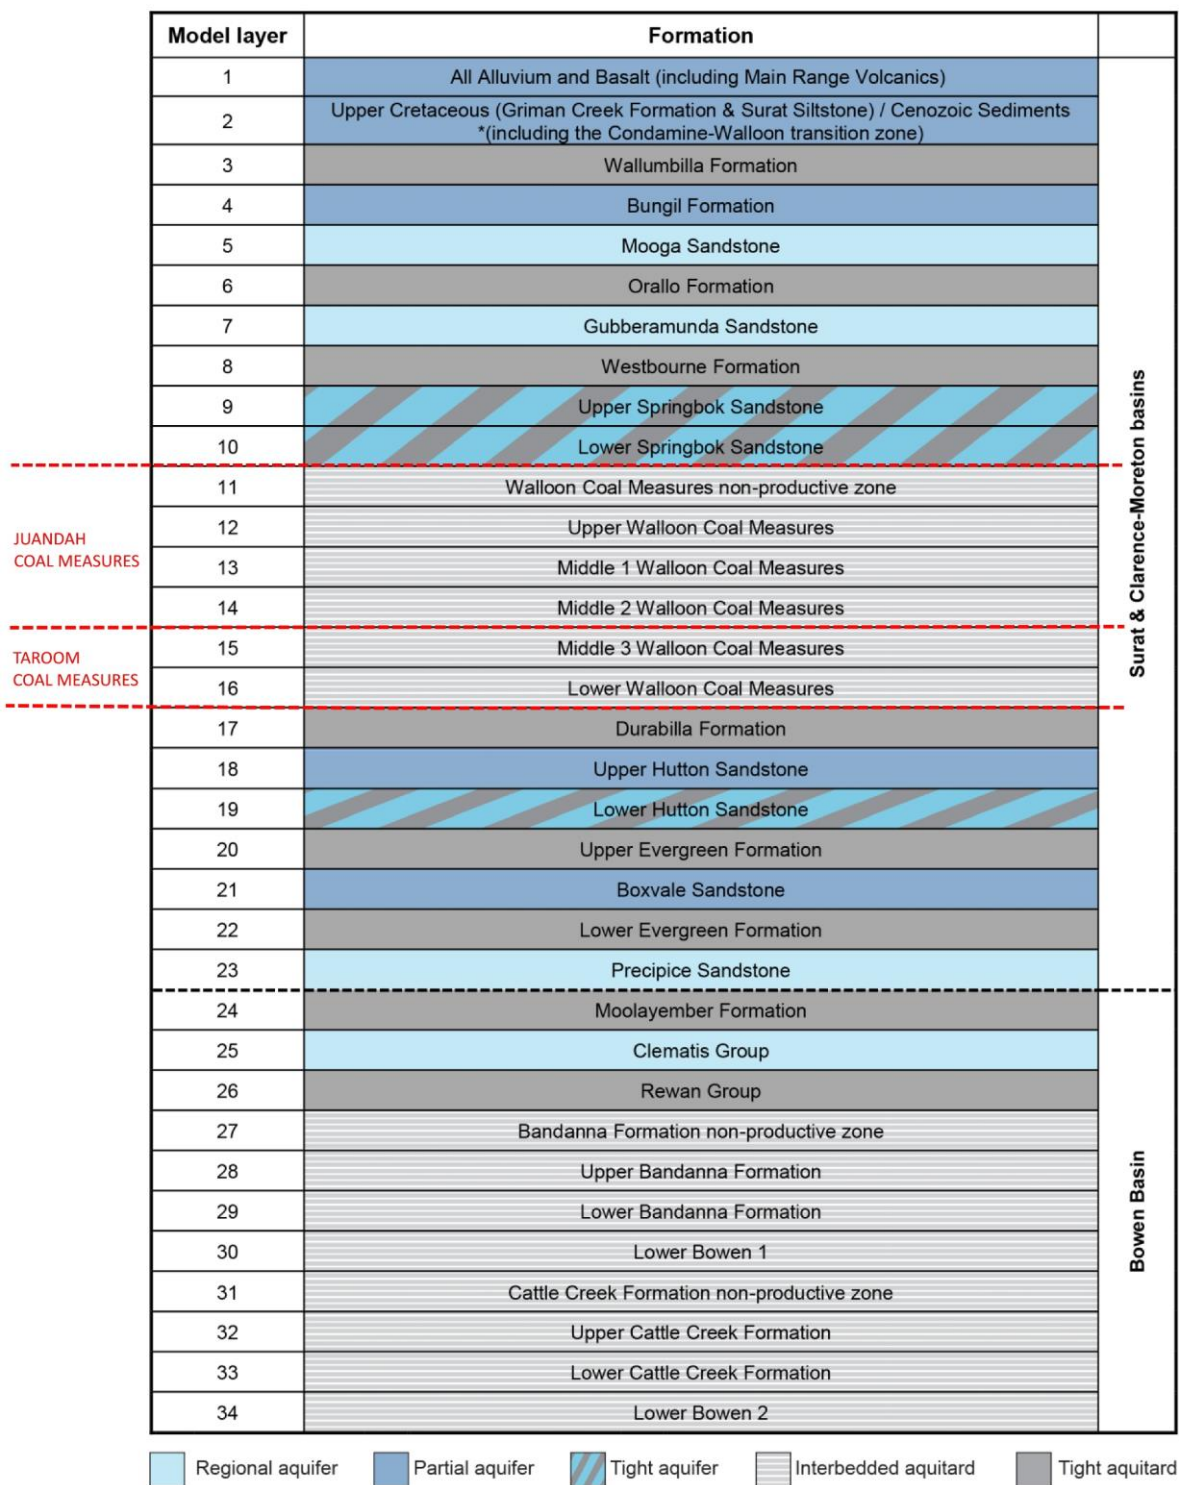 Model layer Formation
1 All Alluvium and Basalt (including Main Range Volcanics)
2 Upper Cretaceous (Griman Creek Formation & Surat Siltstone) / Cenozoic Sediments
*(including the Condamine-Walloon transition zone)
3 Wallumbilla Formation
4 Bungil Formation
5 Mooga Sandstone
6 Orallo Formation
7 Gubberamunda Sandstone
8 Westbourne Formation
9 Upper Springbok Sandstone
10 Lower Springbok Sandstone
11 Walloon Coal Measures non-productive zone
12 Upper Walloon Coal Measures
13 Middle 1 Walloon Coal Measures
14 Middle 2 Walloon Coal Measures
15 Middle 3 Walloon Coal Measures
16 Lower Walloon Coal Measures
17 Durabilla Formation
18 Upper Hutton Sandstone
19 Lower Hutton Sandstone
20 Upper Evergreen Formation
21 Boxvale Sandstone
22 Lower Evergreen Formation
23 Precipice Sandstone
24 Moolayember Formation
25 Clematis Group
26 Rewan Group
27 Bandanna Formation non-productive zone
28 Upper Bandanna Formation
29 Lower Bandanna Formation
30 Lower Bowen 1
31 Cattle Creek Formation non-productive zone
32 Upper Cattle Creek Formation
33 Lower Cattle Creek Formation
34 Lower Bowen 2
JUANDAH
COAL MEASURES
TAROOM
COAL MEASURES
Surat & Clarence-Moreton basins
Bowen Basin
Regional aquifer Partial aquifer Tight aquifer Interbedded aquitard Tight aquitard